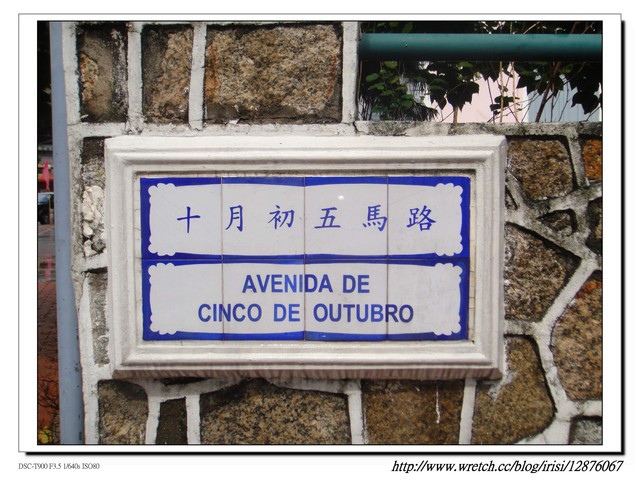 十月初五馬路
AVENIDA DE
CINCO DE OUTUBRO
DSC-T900 F3.5 1/640s ISO80
http://www.wretch.cc/blog/irisi/12876067